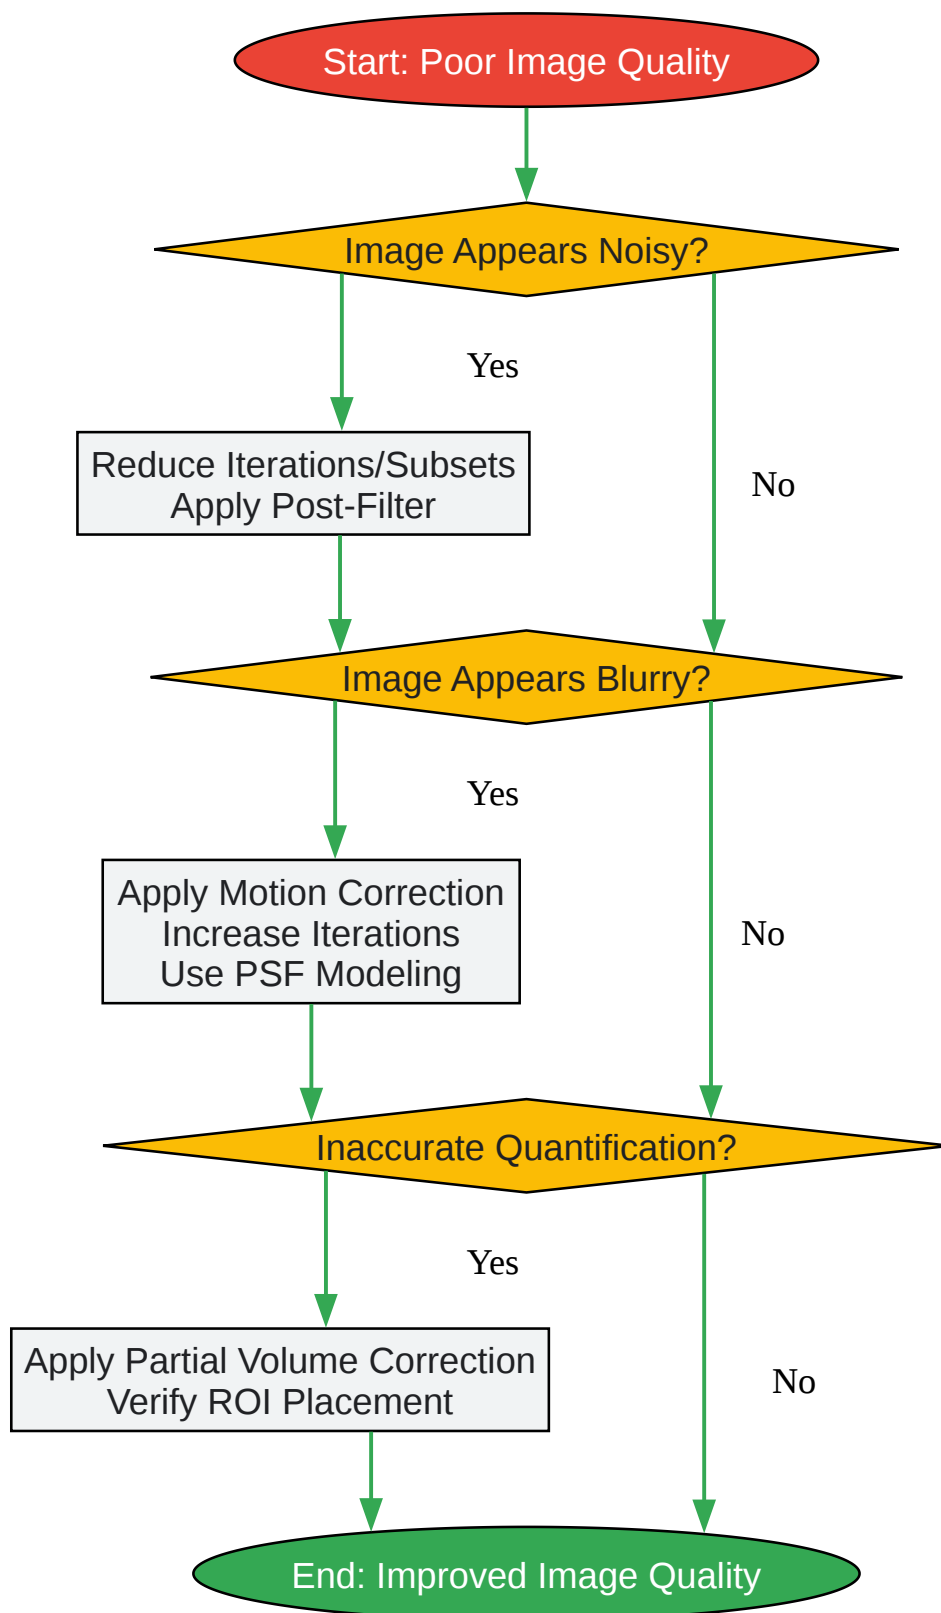 Start: Poor Image Quality
Image Appears Noisy?
Yes
Reduce Iterations/Subsets
Apply Post-Filter
No
Image Appears Blurry?
Yes
Apply Motion Correction
Increase Iterations
Use PSF Modeling
No
Inaccurate Quantification?
Yes
Apply Partial Volume Correction
Verify ROI Placement
No
End: Improved Image Quality